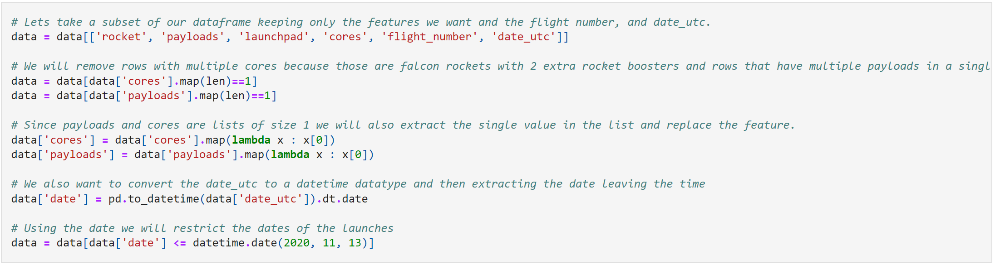 # Lets take a subset of our dataframe keeping only the features we want and the flight number, and date_utc.
data = data[['rocket', 'payloads', 'launchpad', 'cores', 'flight_number', 'date_utc']]
# We will remove rows with multiple cores because those are falcon rockets with 2 extra rocket boosters and rows that have multiple payloads in a singl
data = data[data['cores'].map(len)==1]
data = data[data['payloads'].map(len)==1]
# Since payloads and cores are lists of size 1 we will also extract the single value in the list and replace the feature.
data['cores'] = data['cores'].map(lambda x : x[0])
data['payloads'] = data['payloads'].map(lambda x : x[0])
# We also want to convert the date_utc to a datetime datatype and then extracting the date leaving the time
data['date'] = pd.to_datetime(data['date_utc']).dt.date
# Using the date we will restrict the dates of the launches
data = data[data['date'] <= datetime.date(2020, 11, 13)]